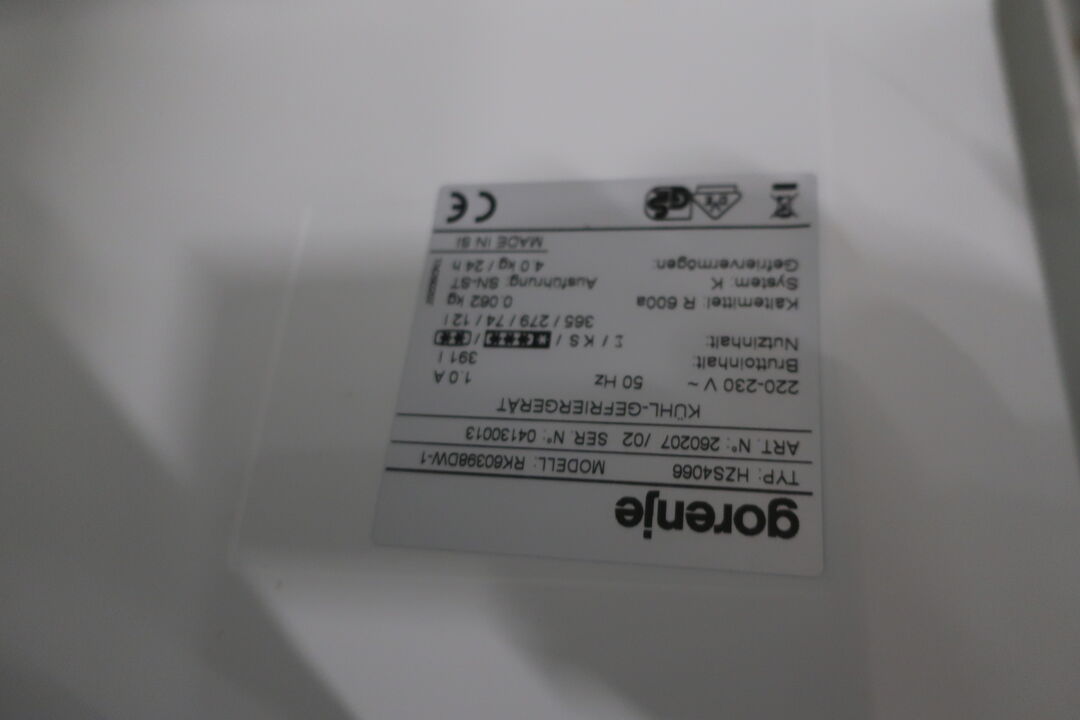 gorenje
TYP: HZS4066 MODELL: RK60398DW-1
ART. N°: 260207 /02 SER. N°: 04130013
KÜHL-GEFRIERGERÄT
220-230 V ~ 50 Hz 1.0 A
Bruttoinhalt: 391 l
Nutzinhalt: Σ / K S / /
365 / 279 / 74 / 12 l
Kältemittel: R 600a 0.062 kg
System: K Ausführung: SN-ST
Gefriervermögen: 4.0 kg / 24 h
MADE IN SI
CE